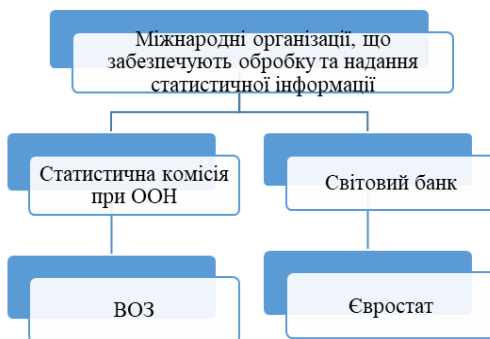 Міжнародні організації, що
забезпечують обробку та надання
статистичної інформації
Статистична комісія
при ООН
Світовий банк
ВОЗ
Євростат